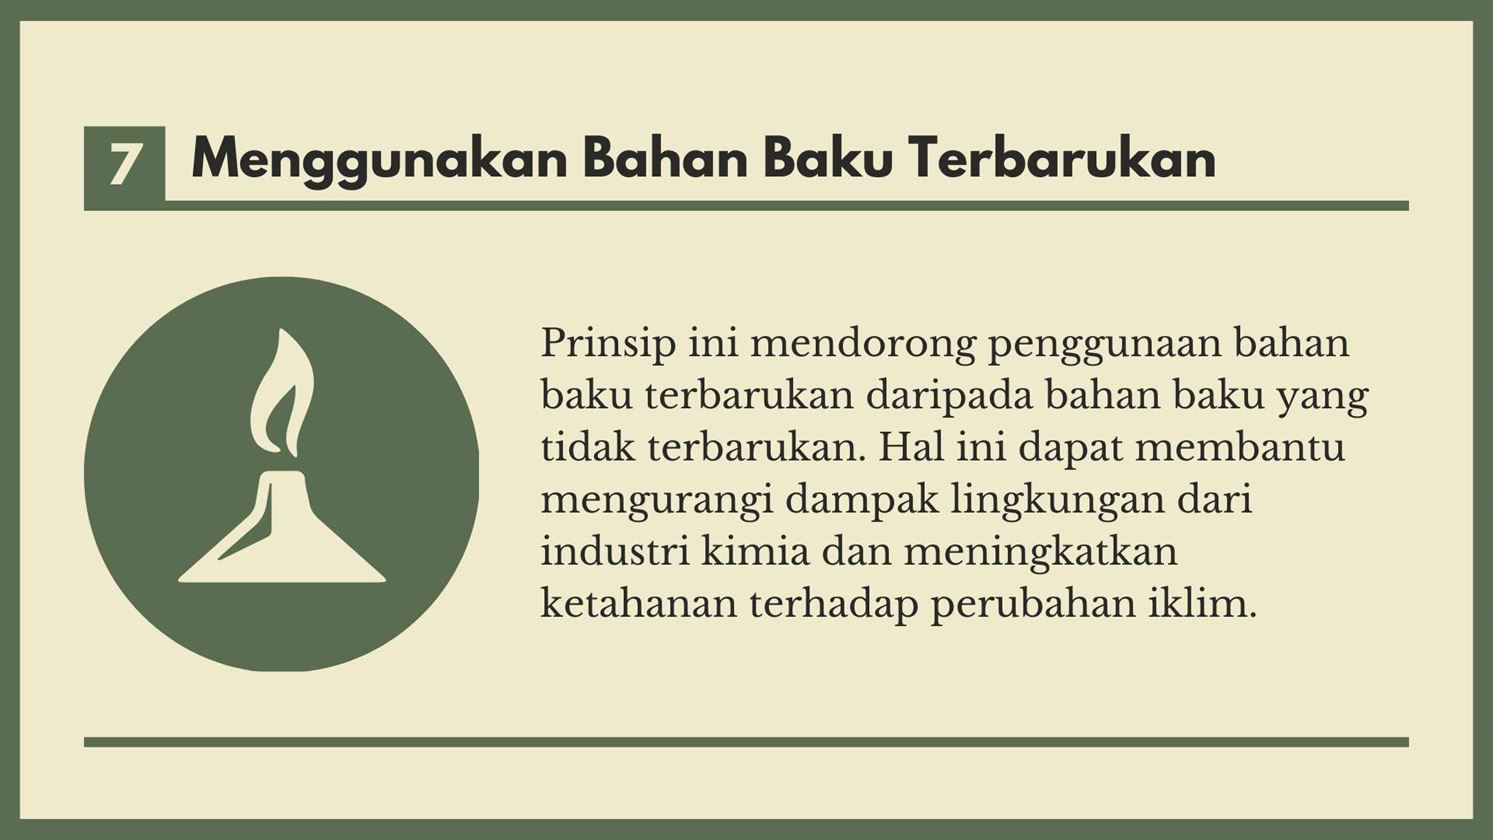 7 Menggunakan Bahan Baku Terbarukan
Prinsip ini mendorong penggunaan bahan
baku terbarukan daripada bahan baku yang
tidak terbarukan. Hal ini dapat membantu
mengurangi dampak lingkungan dari
industri kimia dan meningkatkan
ketahanan terhadap perubahan iklim.